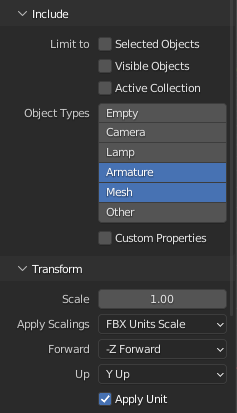 Include
Limit to Selected Objects
Visible Objects
Active Collection
Object Types Empty
Camera
Lamp
Armature
Mesh
Other
Custom Properties
Transform
Scale 1.00
Apply Scalings FBX Units Scale
Forward -Z Forward
Up Y Up
Apply Unit